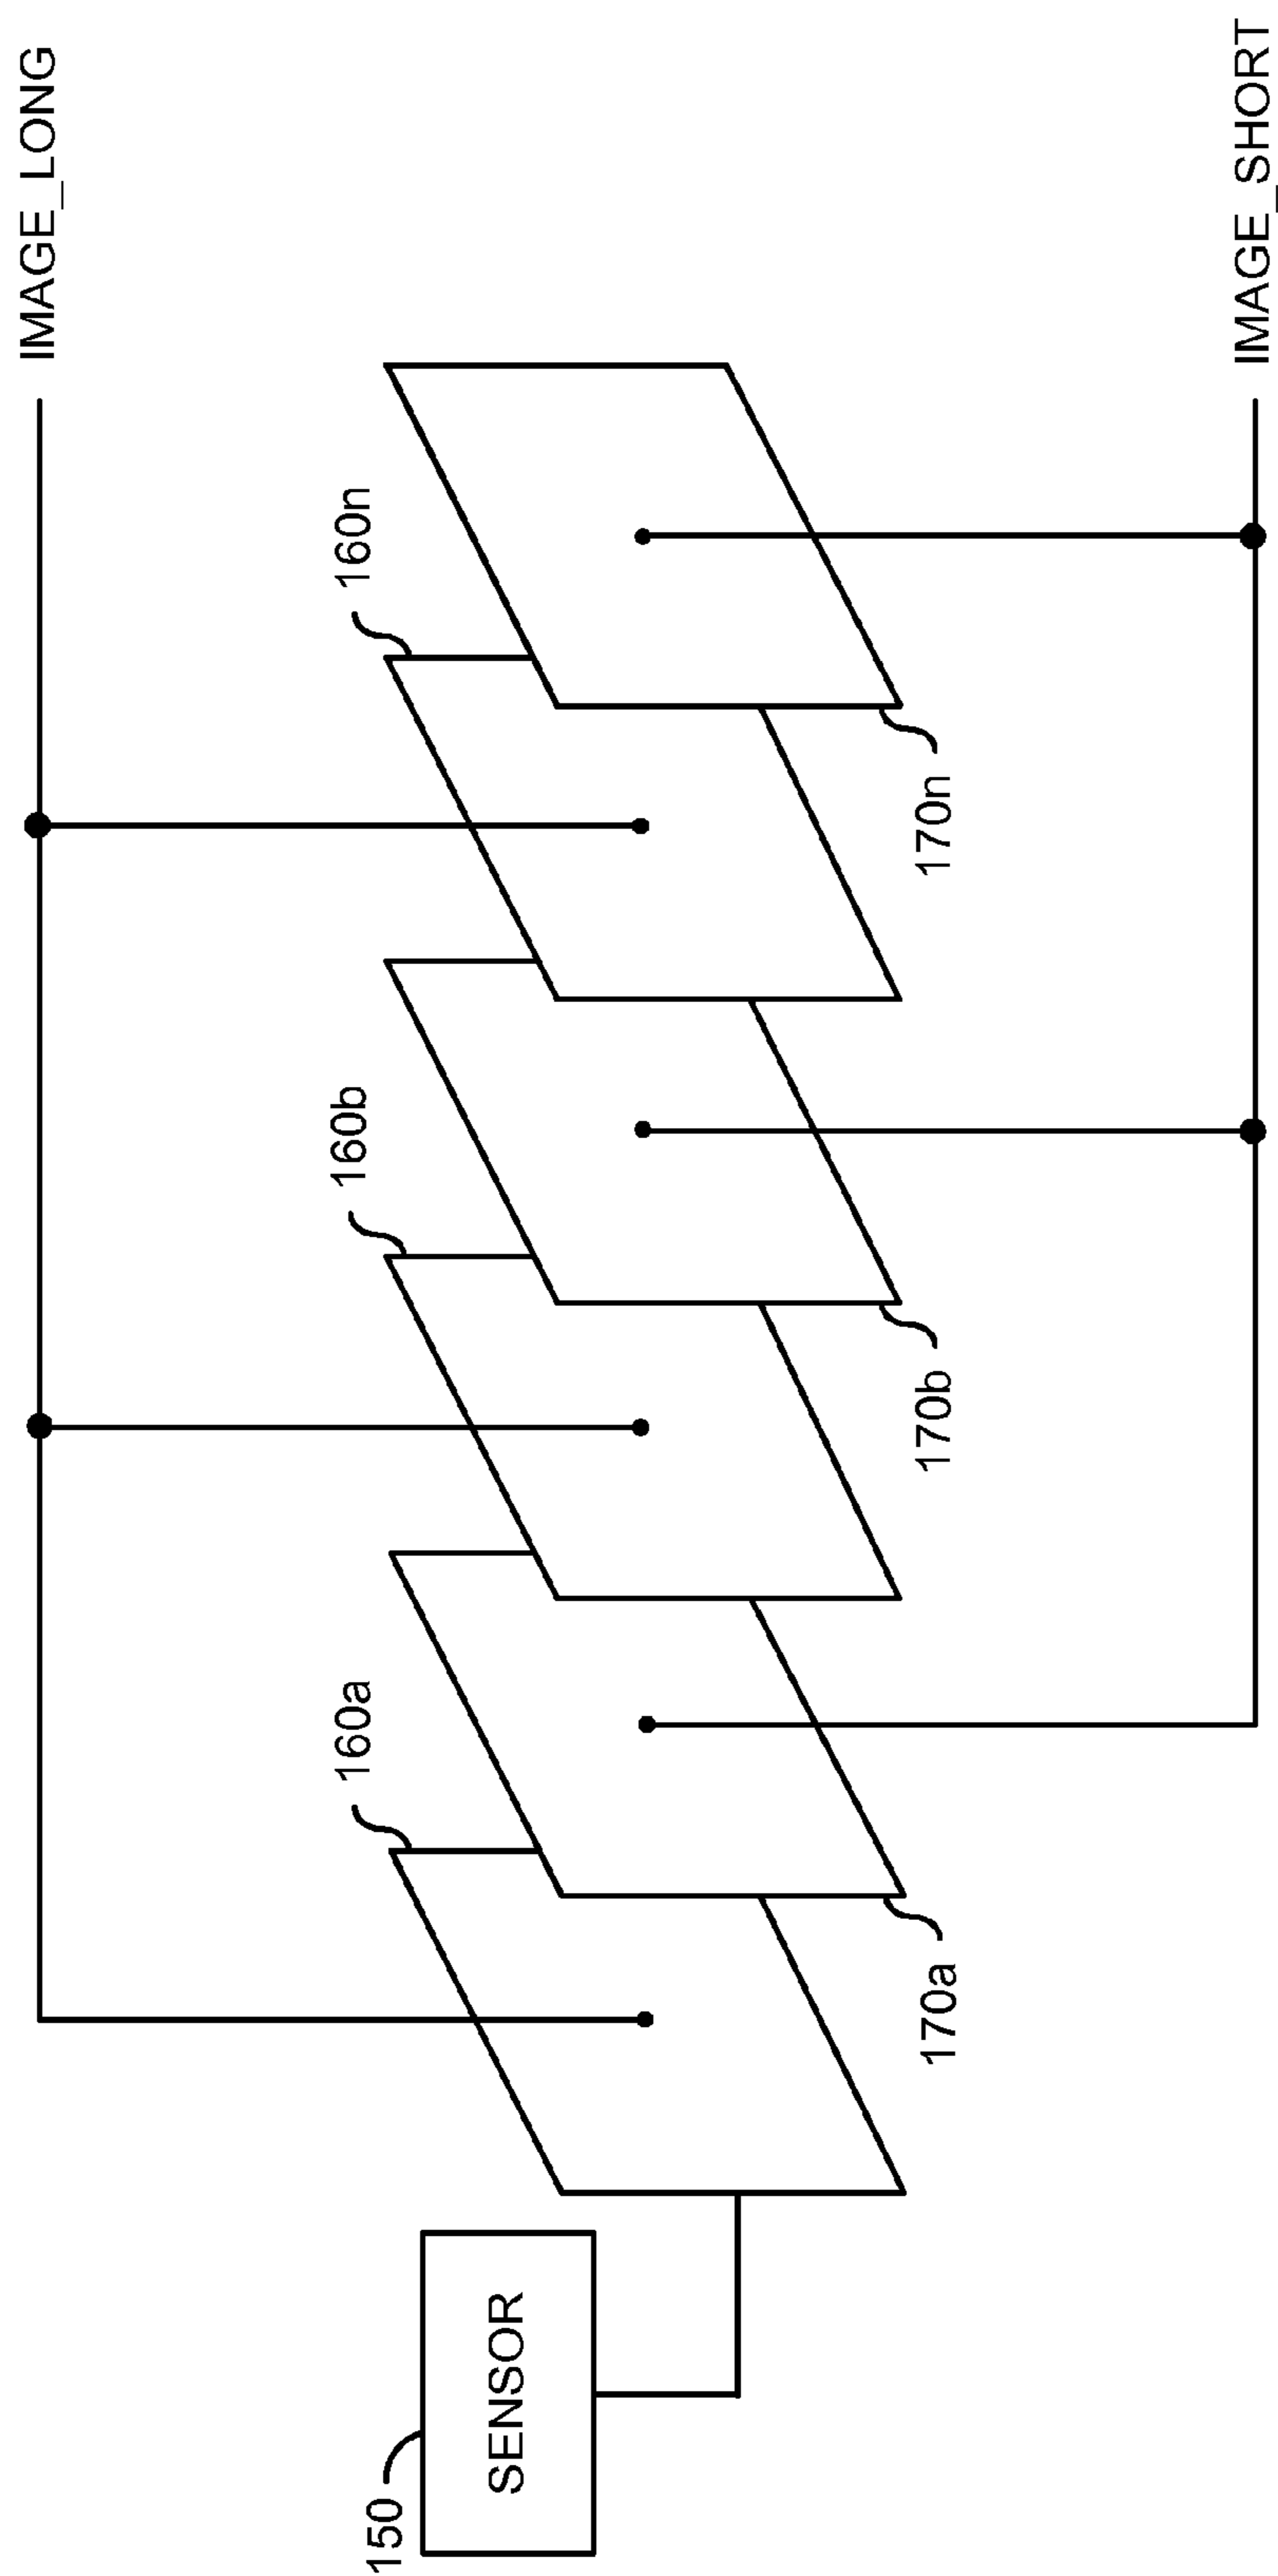 IMAGE_LONG
160a
160b
160n
150
SENSOR
170a
170b
170n
IMAGE_SHORT